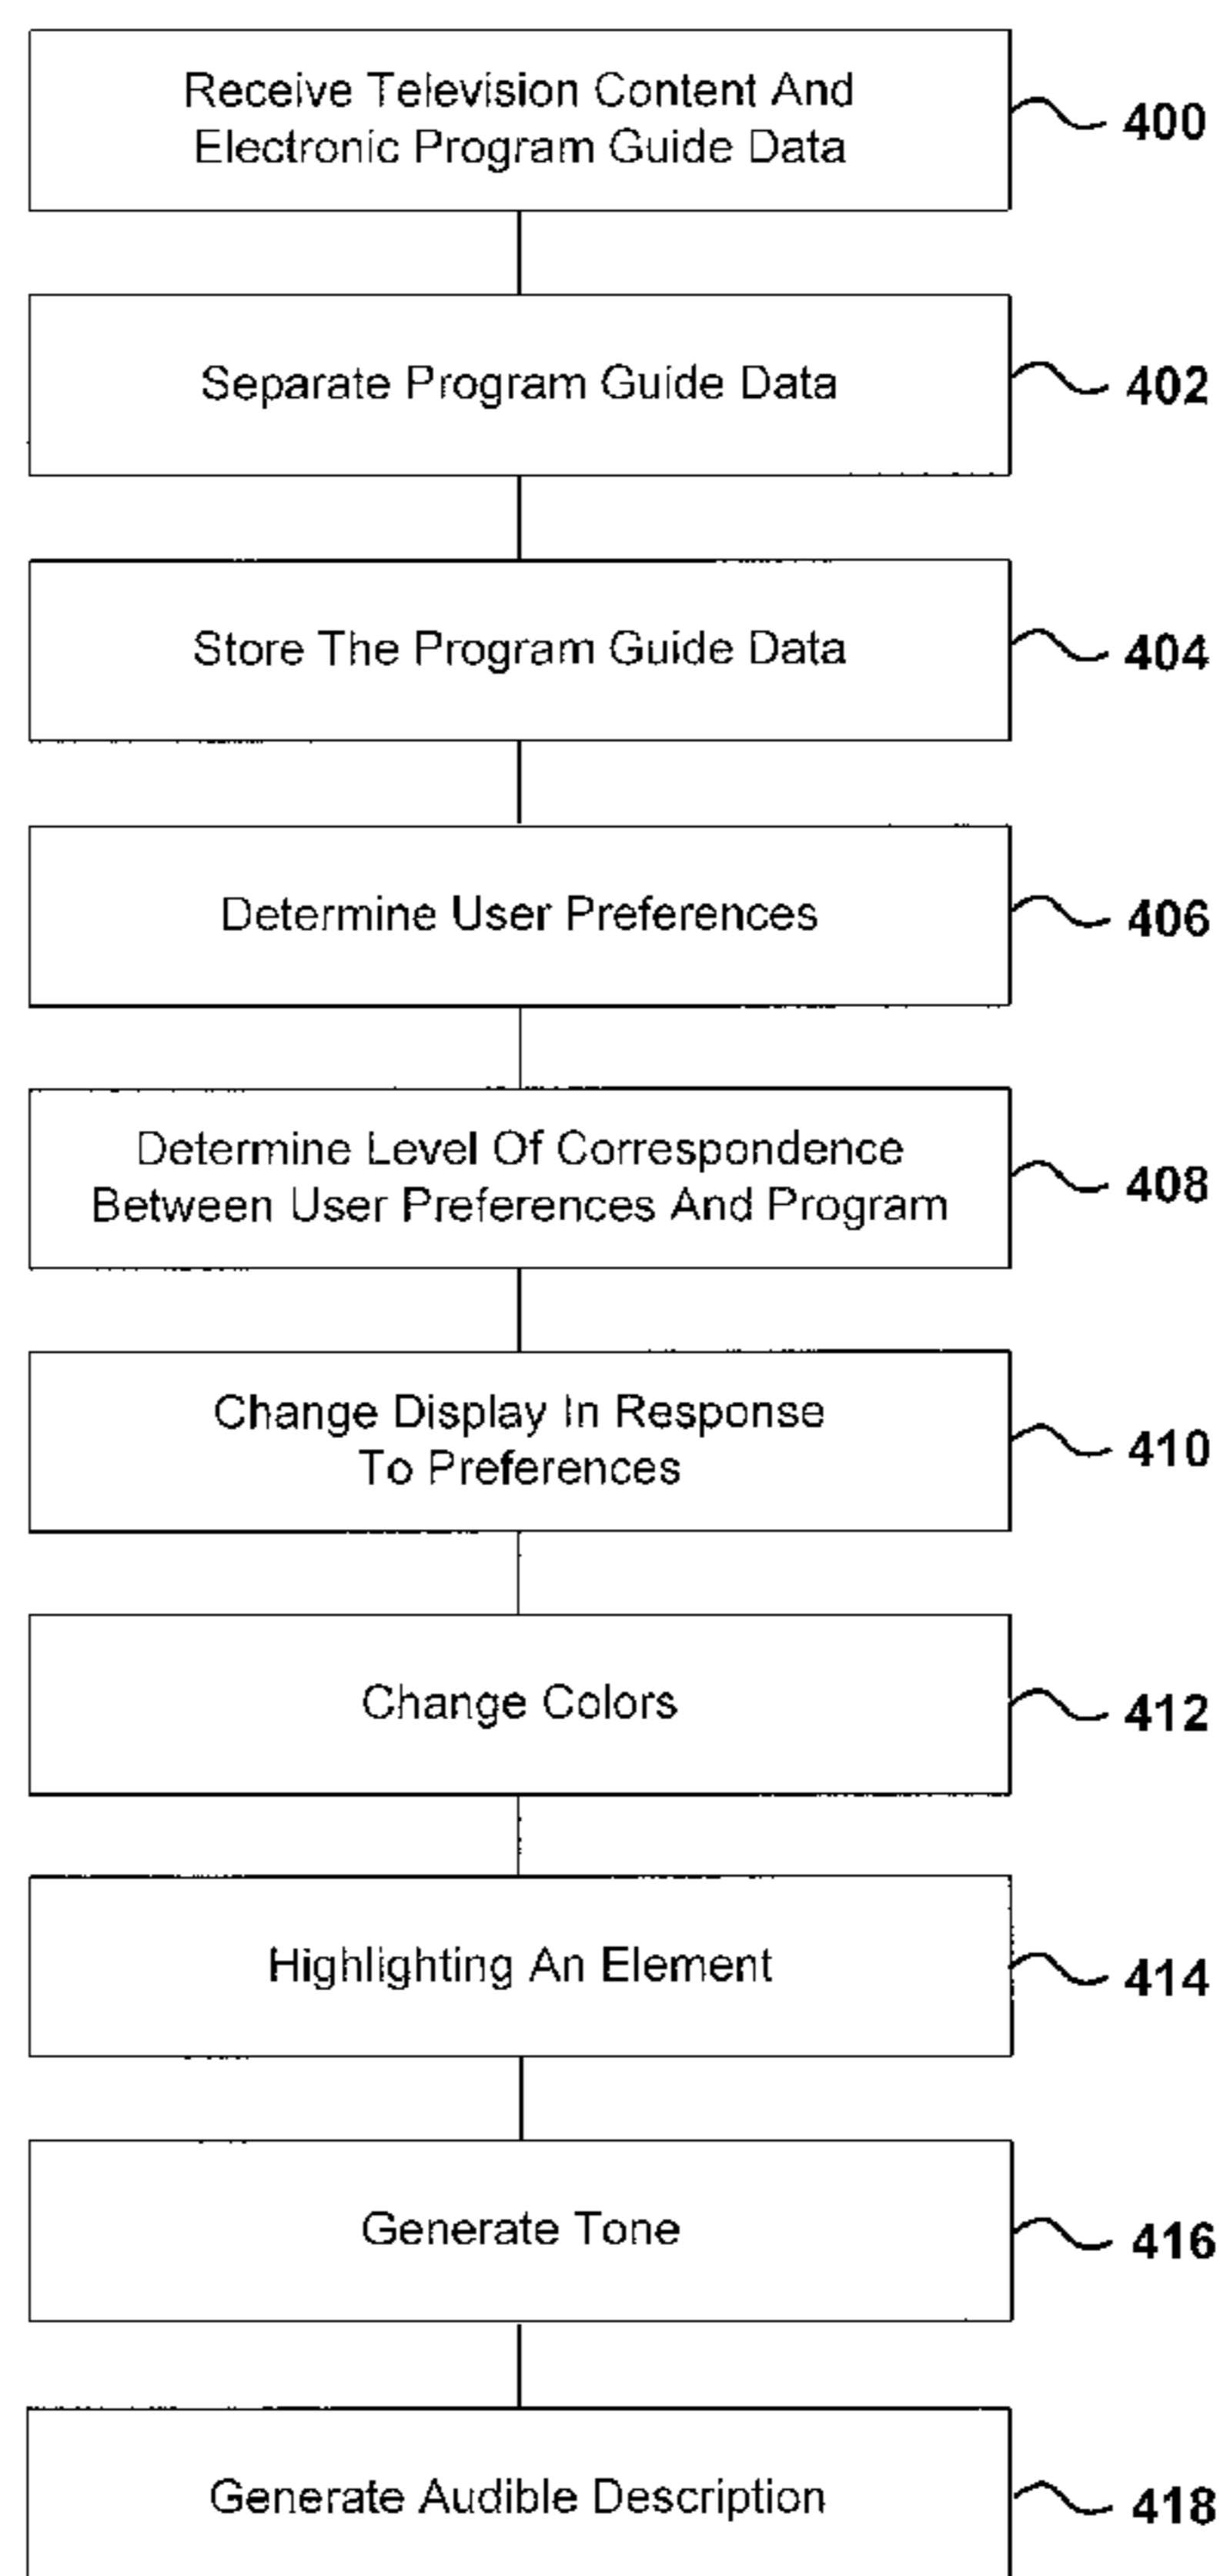 Receive Television Content And
Electronic Program Guide Data
400
Separate Program Guide Data
402
Store The Program Guide Data
404
Determine User Preferences
406
Determine Level Of Correspondence
Between User Preferences And Program
408
Change Display In Response
To Preferences
410
Change Colors
412
Highlighting An Element
414
Generate Tone
416
Generate Audible Description
418